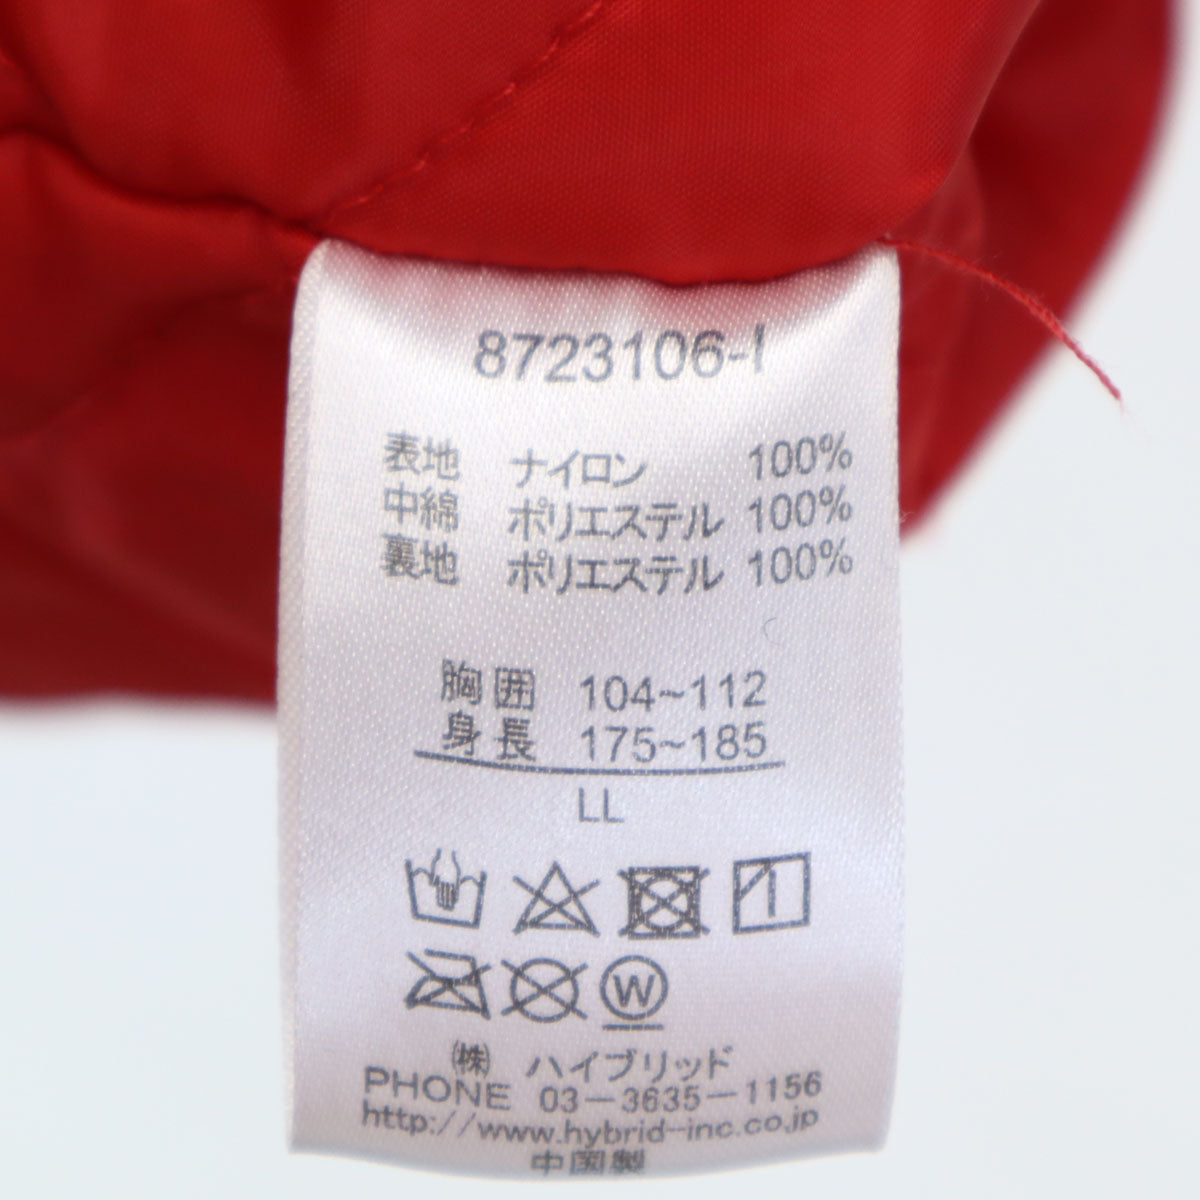 8723106-I
表地 ナイロン 100%
中綿 ポリエステル 100%
裏地 ポリエステル 100%
胸囲 104~112
身長 175~185
LL
W
㈱ ハイブリッド
PHONE 03-3635-1156
http://www.hybrid-inc.co.jp
中国製